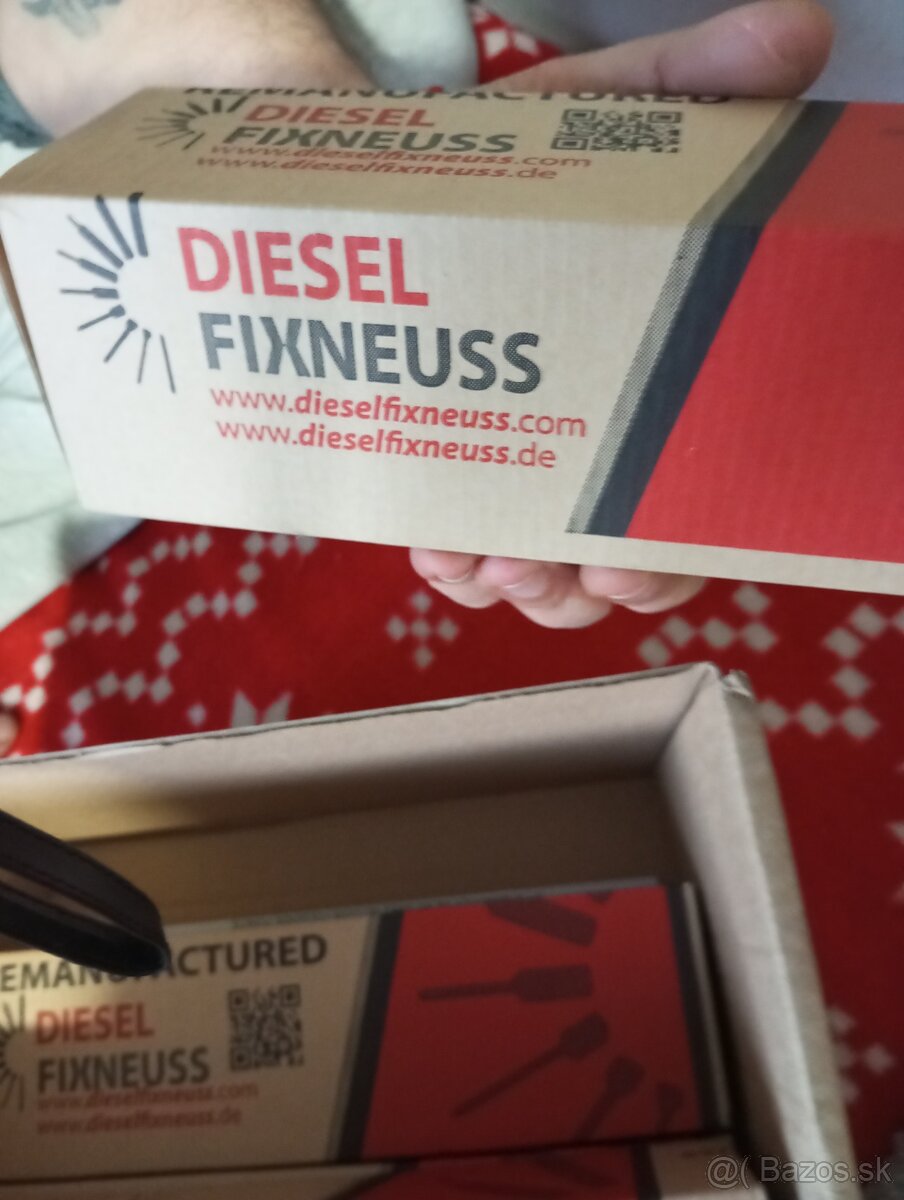 REMANUFACTURED
DIESEL
FIXNEUSS
www.dieselfixneuss.com
www.dieselfixneuss.de
DIESEL
FIXNEUSS
www.dieselfixneuss.com
www.dieselfixneuss.de
EMANUFACTURED
DIESEL
FIXNEUSS
www.dieselfixneuss.com
www.dieselfixneuss.de
@( Bazos.sk